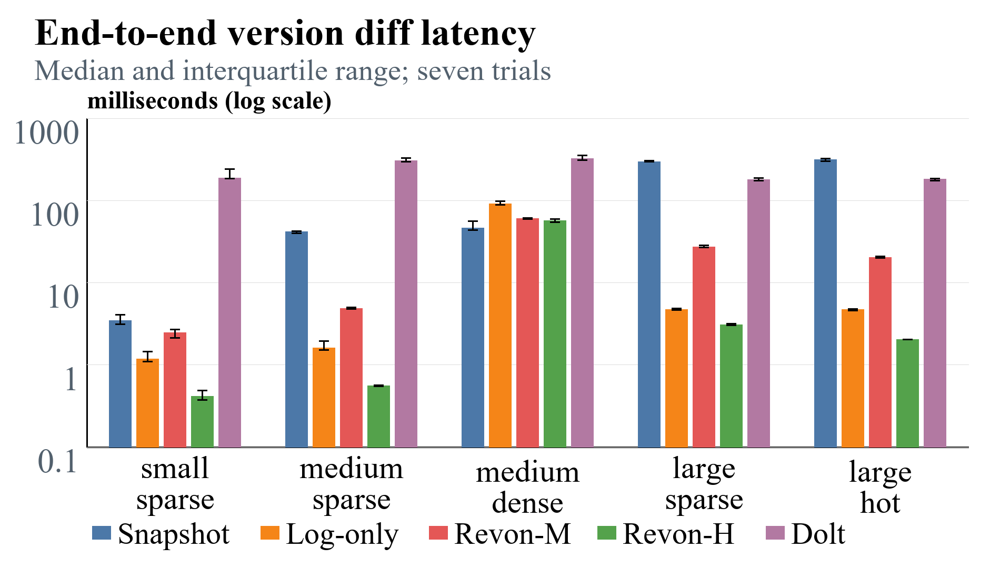 End-to-end version diff latency
Median and interquartile range; seven trials
milliseconds (log scale)
1000
100
10
1
0.1
small sparse
medium sparse
medium dense
large sparse
large hot
Snapshot
Log-only
Revon-M
Revon-H
Dolt